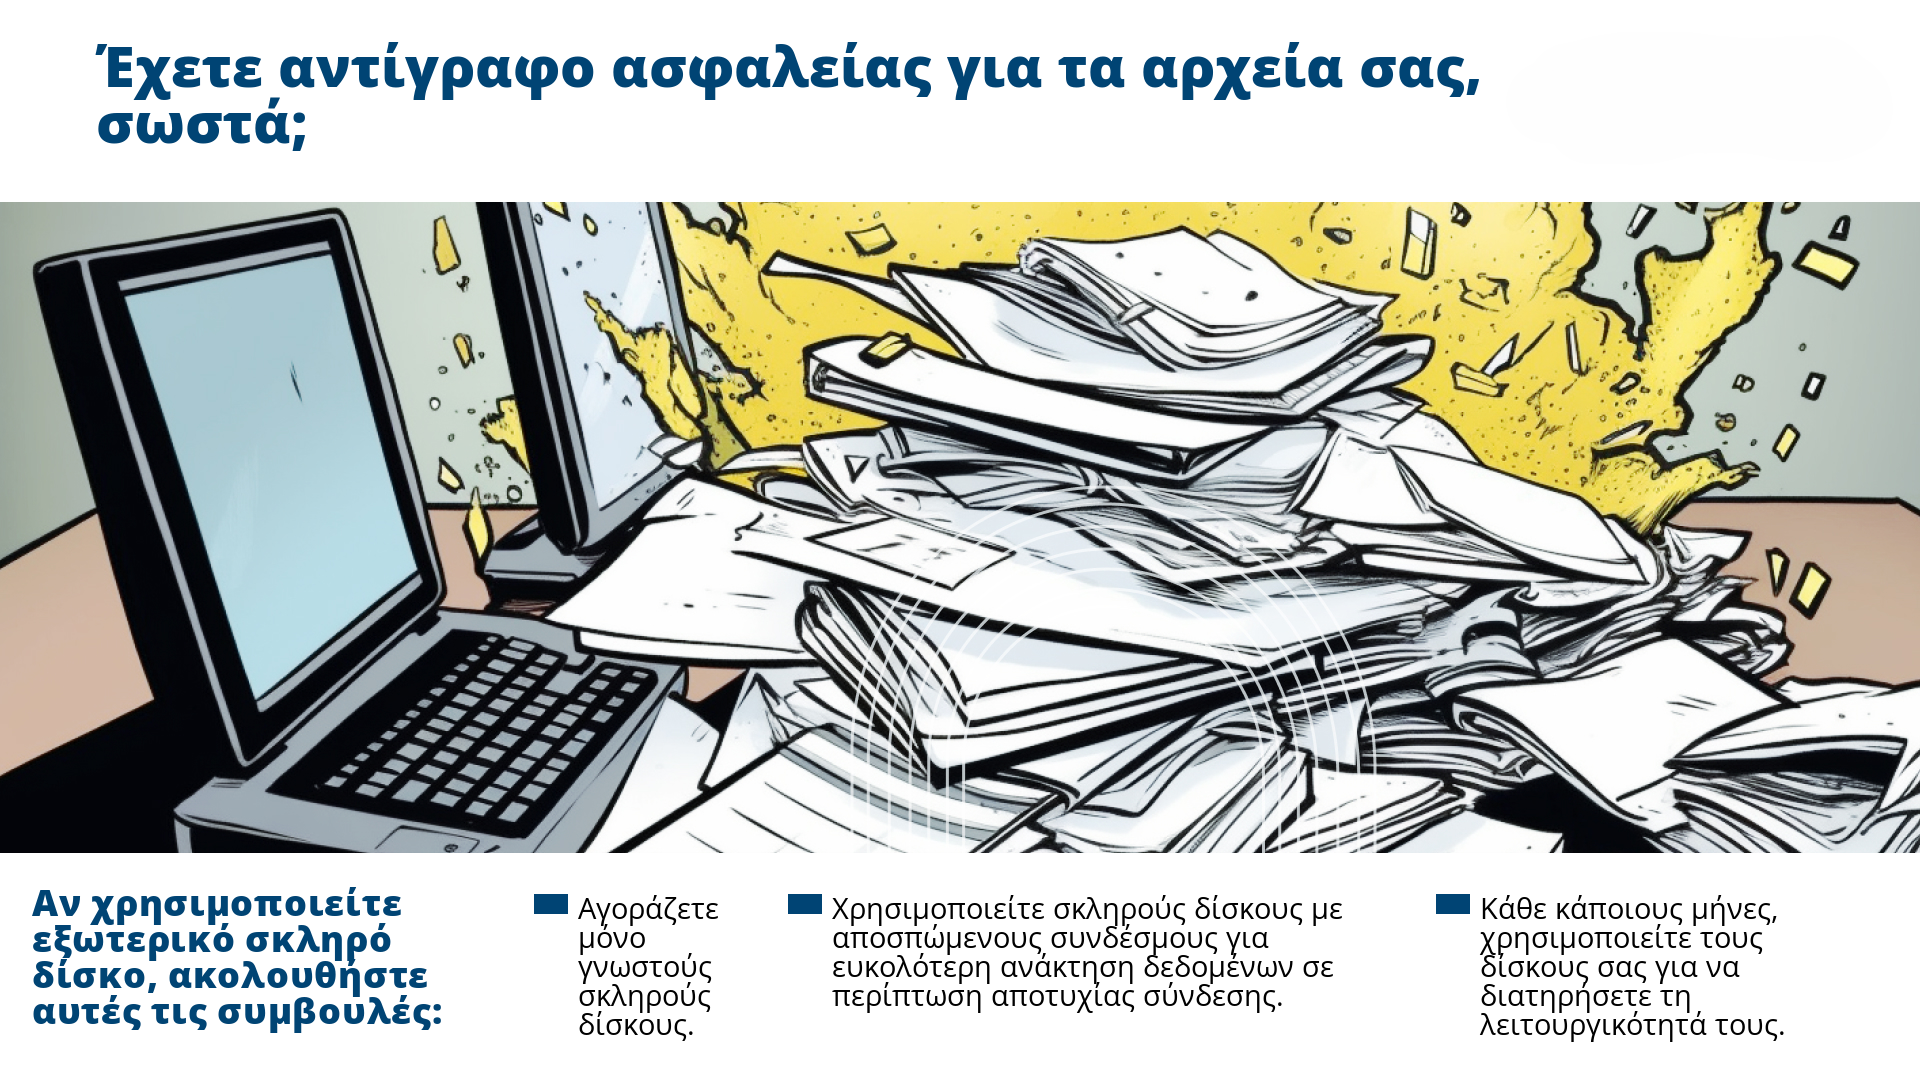 Έχετε αντίγραφο ασφαλείας για τα αρχεία σας,
σωστά;
Αν χρησιμοποιείτε
εξωτερικό σκληρό
δίσκο, ακολουθήστε
αυτές τις συμβουλές:
Αγοράζετε
μόνο
γνωστούς
σκληρούς
δίσκους.
Χρησιμοποιείτε σκληρούς δίσκους με
αποσπώμενους συνδέσμους για
ευκολότερη ανάκτηση δεδομένων σε
περίπτωση αποτυχίας σύνδεσης.
Κάθε κάποιους μήνες,
χρησιμοποιείτε τους
δίσκους σας για να
διατηρήσετε τη
λειτουργικότητά τους.